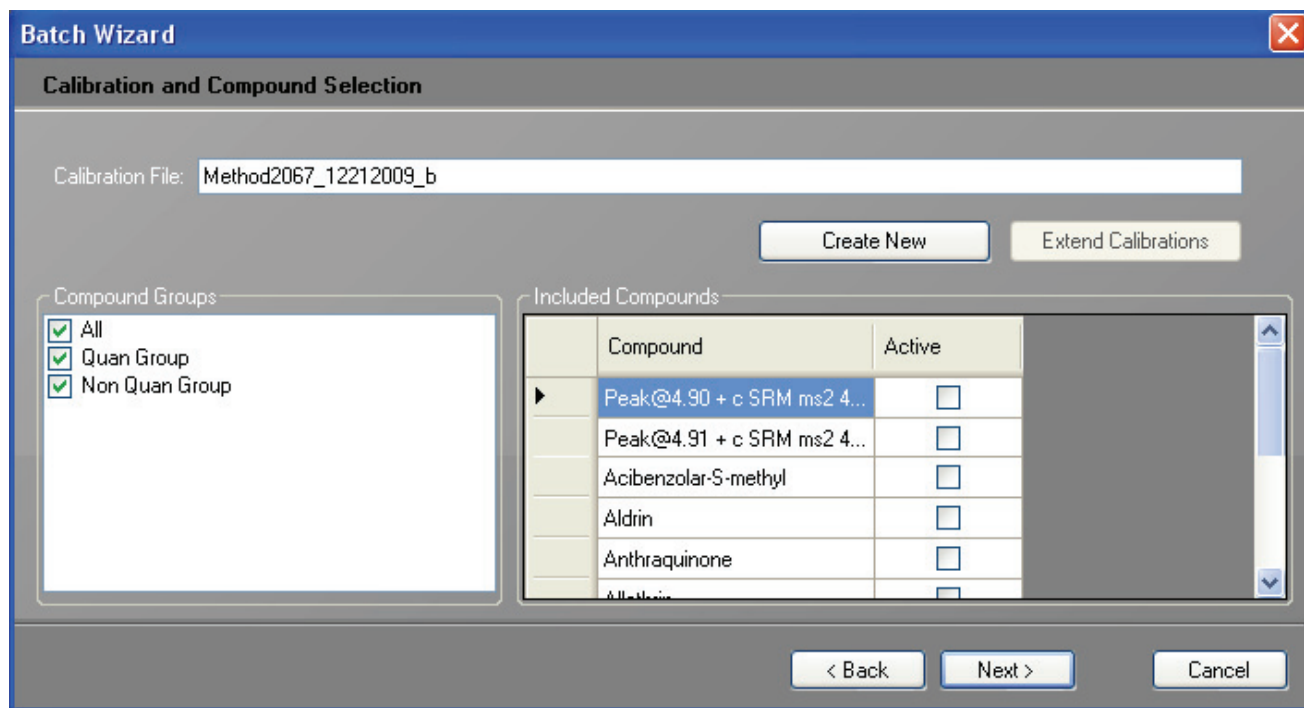 Batch Wizard
Calibration and Compound Selection
Calibration File: Method2067_12212009_b
Create New Extend Calibrations
Compound Groups
All
Quan Group
Non Quan Group
Included Compounds
Compound Active
Peak@4.90 + c SRM ms2 4...
Peak@4.91 + c SRM ms2 4...
Acibenzolar-S-methyl
Aldrin
Anthraquinone
< Back Next > Cancel